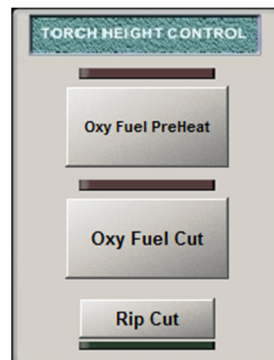 TORCH HEIGHT CONTROL
Oxy Fuel PreHeat
Oxy Fuel Cut
Rip Cut